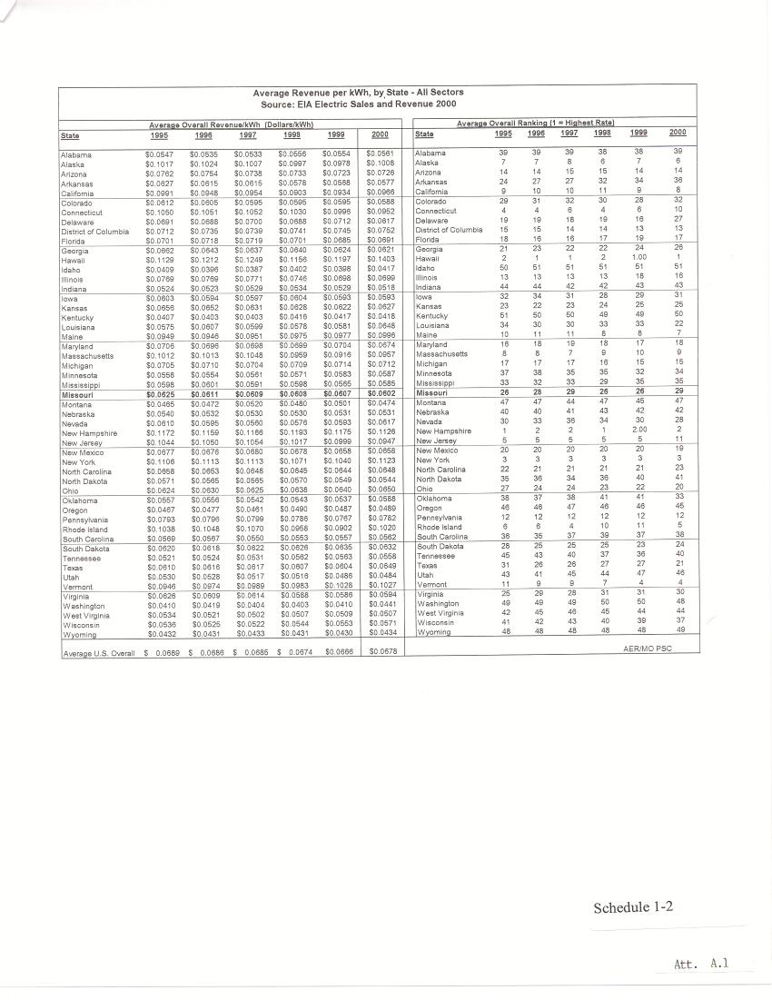 Average Revenue per kWh, by State - All Sectors
Source: EIA Electric Sales and Revenue 2000
Average Overall Revenue/kWh (Dollars/kWh) Average Overall Ranking (1 = Highest Rate)
State 1995 1996 1997 1998 1999 2000 State 1995 1996 1997 1998 1999 2000
Alabama $0.0547 $0.0535 $0.0533 $0.0556 $0.0554 $0.0561 Alabama 39 39 39 38 38 39
Alaska $0.1017 $0.1024 $0.1007 $0.0997 $0.0978 $0.1008 Alaska 7 7 8 6 7 6
Arizona $0.0762 $0.0754 $0.0738 $0.0733 $0.0723 $0.0726 Arizona 14 14 15 15 14 14
Arkansas $0.0627 $0.0615 $0.0615 $0.0578 $0.0568 $0.0577 Arkansas 24 27 27 32 34 36
California $0.0991 $0.0948 $0.0954 $0.0903 $0.0934 $0.0966 California 9 10 10 11 9 8
Colorado $0.0612 $0.0605 $0.0595 $0.0595 $0.0595 $0.0588 Colorado 29 31 32 30 28 32
Connecticut $0.1050 $0.1051 $0.1052 $0.1030 $0.0996 $0.0952 Connecticut 4 4 6 4 6 10
Delaware $0.0691 $0.0688 $0.0700 $0.0688 $0.0712 $0.0617 Delaware 19 19 18 19 16 27
District of Columbia $0.0712 $0.0735 $0.0739 $0.0741 $0.0745 $0.0752 District of Columbia 15 15 14 14 13 13
Florida $0.0701 $0.0718 $0.0719 $0.0701 $0.0685 $0.0691 Florida 18 16 16 17 19 17
Georgia $0.0662 $0.0643 $0.0637 $0.0640 $0.0624 $0.0621 Georgia 21 23 22 22 24 26
Hawaii $0.1129 $0.1212 $0.1249 $0.1156 $0.1197 $0.1403 Hawaii 2 1 1 2 1.00 1
Idaho $0.0409 $0.0396 $0.0387 $0.0402 $0.0398 $0.0417 Idaho 50 51 51 51 51 51
Illinois $0.0769 $0.0769 $0.0771 $0.0746 $0.0698 $0.0699 Illinois 13 13 13 13 18 16
Indiana $0.0524 $0.0523 $0.0529 $0.0534 $0.0529 $0.0518 Indiana 44 44 42 42 43 43
Iowa $0.0603 $0.0594 $0.0597 $0.0604 $0.0593 $0.0593 Iowa 32 34 31 28 29 31
Kansas $0.0656 $0.0652 $0.0631 $0.0628 $0.0622 $0.0627 Kansas 23 22 23 24 25 25
Kentucky $0.0407 $0.0403 $0.0403 $0.0416 $0.0417 $0.0418 Kentucky 51 50 50 49 49 50
Louisiana $0.0575 $0.0607 $0.0599 $0.0578 $0.0581 $0.0648 Louisiana 34 30 30 33 33 22
Maine $0.0949 $0.0946 $0.0951 $0.0975 $0.0977 $0.0996 Maine 10 11 11 8 8 7
Maryland $0.0706 $0.0696 $0.0698 $0.0699 $0.0704 $0.0674 Maryland 16 18 19 18 17 18
Massachusetts $0.1012 $0.1013 $0.1048 $0.0959 $0.0916 $0.0957 Massachusetts 8 8 7 9 10 9
Michigan $0.0705 $0.0710 $0.0704 $0.0709 $0.0714 $0.0712 Michigan 17 17 17 16 15 15
Minnesota $0.0558 $0.0554 $0.0561 $0.0571 $0.0583 $0.0587 Minnesota 37 38 35 35 32 34
Mississippi $0.0598 $0.0601 $0.0591 $0.0598 $0.0565 $0.0585 Mississippi 33 32 33 29 35 35
Missouri $0.0625 $0.0611 $0.0609 $0.0608 $0.0607 $0.0602 Missouri 26 28 29 26 26 29
Montana $0.0465 $0.0472 $0.0520 $0.0480 $0.0501 $0.0474 Montana 47 47 44 47 45 47
Nebraska $0.0540 $0.0532 $0.0530 $0.0530 $0.0531 $0.0531 Nebraska 40 40 41 43 42 42
Nevada $0.0610 $0.0595 $0.0560 $0.0576 $0.0593 $0.0617 Nevada 30 33 36 34 30 28
New Hampshire $0.1172 $0.1159 $0.1166 $0.1193 $0.1175 $0.1126 New Hampshire 1 2 2 1 2.00 2
New Jersey $0.1044 $0.1050 $0.1054 $0.1017 $0.0999 $0.0947 New Jersey 5 5 5 5 5 11
New Mexico $0.0677 $0.0676 $0.0680 $0.0678 $0.0658 $0.0658 New Mexico 20 20 20 20 20 19
New York $0.1106 $0.1113 $0.1113 $0.1071 $0.1040 $0.1123 New York 3 3 3 3 3 3
North Carolina $0.0658 $0.0653 $0.0648 $0.0645 $0.0644 $0.0648 North Carolina 22 21 21 21 21 23
North Dakota $0.0571 $0.0565 $0.0565 $0.0570 $0.0549 $0.0544 North Dakota 35 36 34 36 40 41
Ohio $0.0624 $0.0630 $0.0625 $0.0638 $0.0640 $0.0650 Ohio 27 24 24 23 22 20
Oklahoma $0.0557 $0.0556 $0.0542 $0.0543 $0.0537 $0.0588 Oklahoma 38 37 38 41 41 33
Oregon $0.0467 $0.0477 $0.0461 $0.0490 $0.0487 $0.0489 Oregon 46 46 47 46 46 45
Pennsylvania $0.0793 $0.0796 $0.0799 $0.0786 $0.0767 $0.0782 Pennsylvania 12 12 12 12 12 12
Rhode Island $0.1038 $0.1048 $0.1070 $0.0958 $0.0902 $0.1020 Rhode Island 6 6 4 10 11 5
South Carolina $0.0569 $0.0567 $0.0550 $0.0553 $0.0557 $0.0562 South Carolina 36 35 37 39 37 38
South Dakota $0.0620 $0.0618 $0.0622 $0.0626 $0.0635 $0.0632 South Dakota 28 25 25 25 23 24
Tennessee $0.0521 $0.0524 $0.0531 $0.0562 $0.0563 $0.0558 Tennessee 45 43 40 37 36 40
Texas $0.0610 $0.0616 $0.0617 $0.0607 $0.0604 $0.0649 Texas 31 26 26 27 27 21
Utah $0.0530 $0.0528 $0.0517 $0.0516 $0.0486 $0.0484 Utah 43 41 45 44 47 46
Vermont $0.0946 $0.0974 $0.0989 $0.0983 $0.1028 $0.1027 Vermont 11 9 9 7 4 4
Virginia $0.0626 $0.0609 $0.0614 $0.0588 $0.0586 $0.0594 Virginia 25 29 28 31 31 30
Washington $0.0410 $0.0419 $0.0404 $0.0403 $0.0410 $0.0441 Washington 49 49 49 50 50 48
West Virginia $0.0534 $0.0521 $0.0502 $0.0507 $0.0509 $0.0507 West Virginia 42 45 46 45 44 44
Wisconsin $0.0536 $0.0525 $0.0522 $0.0544 $0.0553 $0.0571 Wisconsin 41 42 43 40 39 37
Wyoming $0.0432 $0.0431 $0.0433 $0.0431 $0.0430 $0.0434 Wyoming 48 48 48 48 48 49
Average U.S. Overall $ 0.0689 $ 0.0686 $ 0.0685 $ 0.0674 $0.0666 $0.0678 AER/MO PSC
Schedule 1-2
Att. A.1